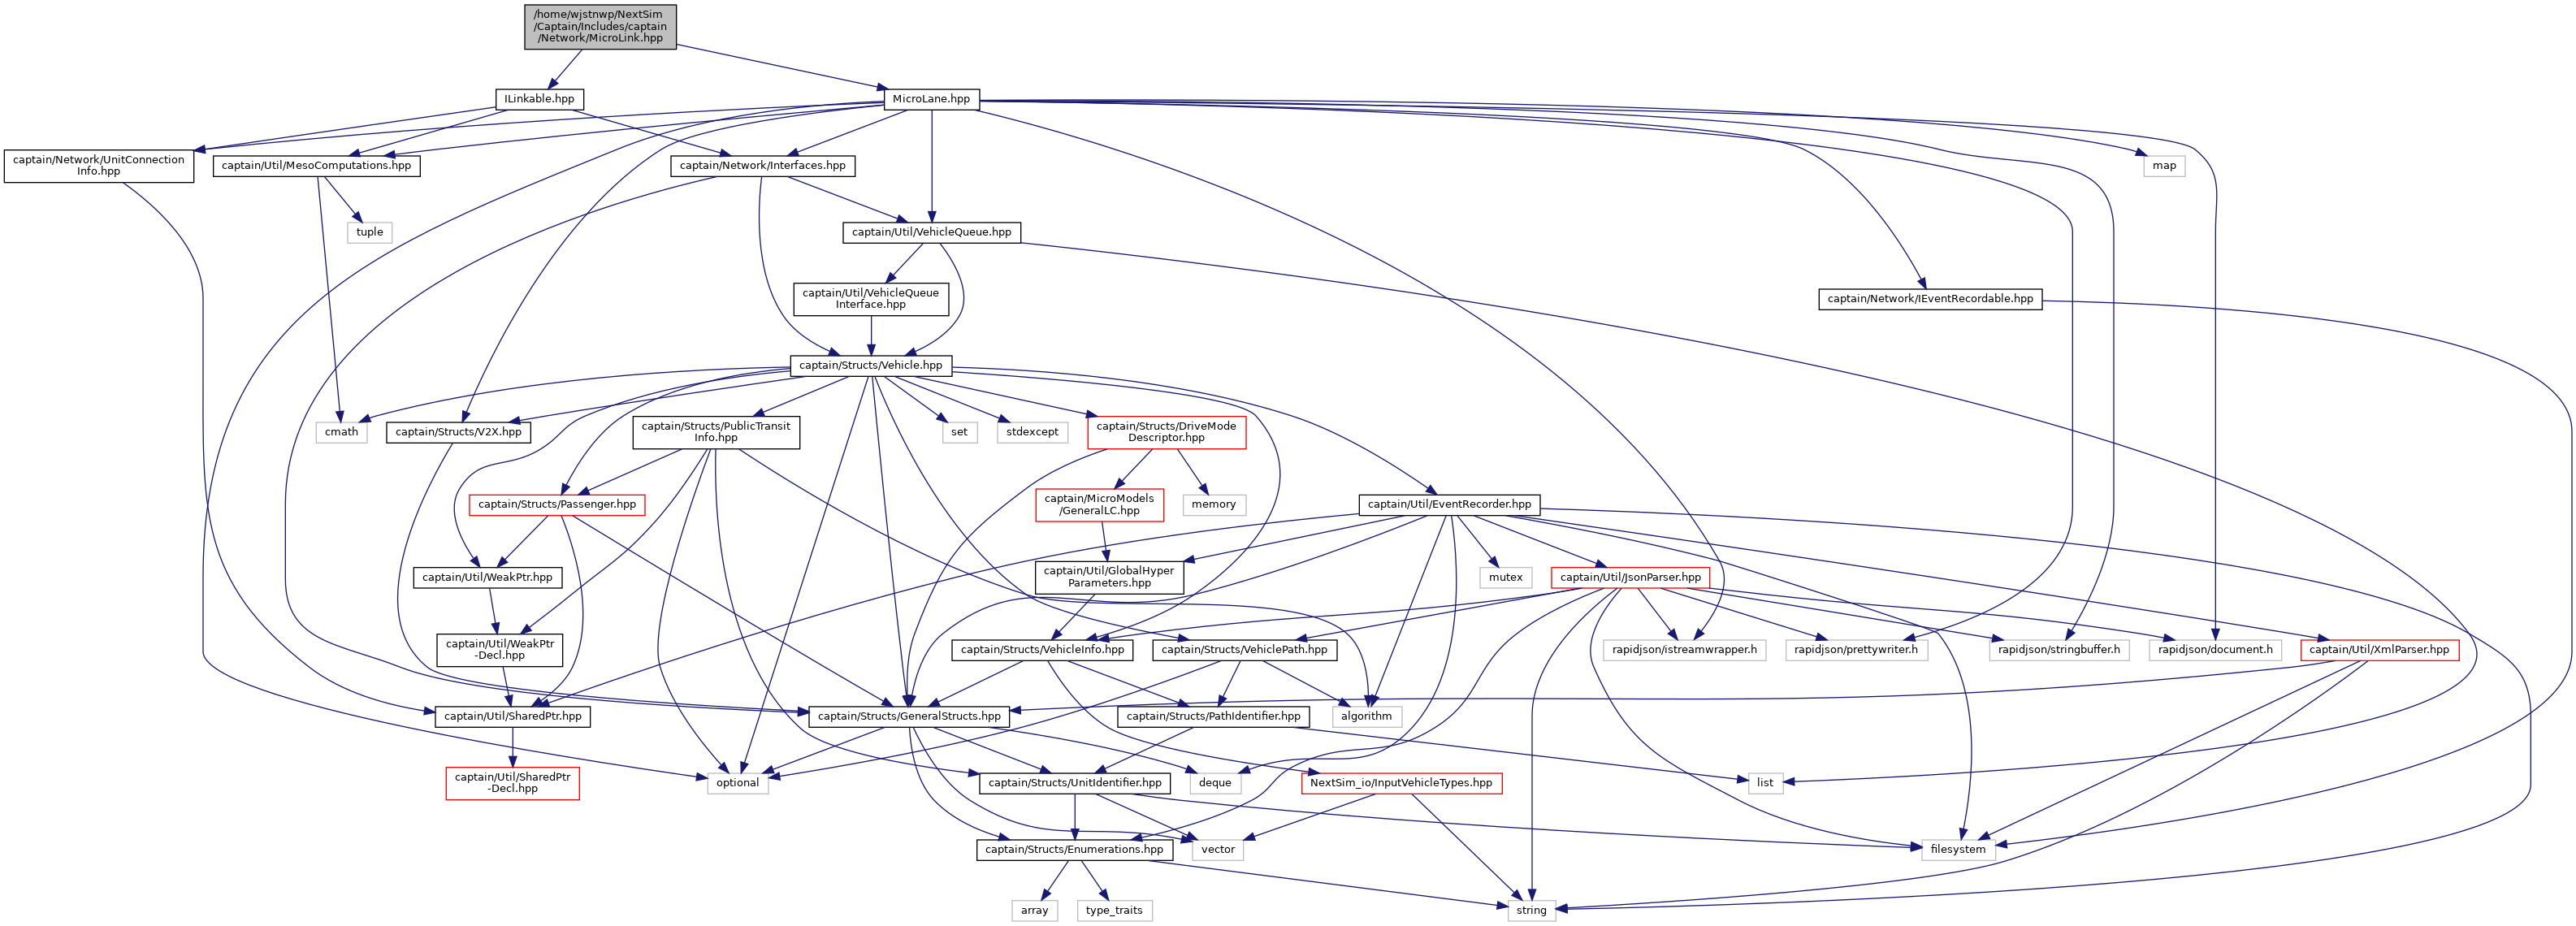 /home/wjstnwp/NextSim
/Captain/Includes/captain
/Network/MicroLink.hpp
ILinkable.hpp
MicroLane.hpp
captain/Network/UnitConnection
Info.hpp
captain/Util/MesoComputations.hpp
captain/Network/Interfaces.hpp
map
tuple
captain/Util/VehicleQueue.hpp
captain/Util/VehicleQueue
Interface.hpp
captain/Network/IEventRecordable.hpp
captain/Structs/Vehicle.hpp
cmath
captain/Structs/V2X.hpp
captain/Structs/PublicTransit
Info.hpp
set
stdexcept
captain/Structs/DriveMode
Descriptor.hpp
captain/Structs/Passenger.hpp
captain/MicroModels
/GeneralLC.hpp
memory
captain/Util/EventRecorder.hpp
captain/Util/WeakPtr.hpp
captain/Util/GlobalHyper
Parameters.hpp
mutex
captain/Util/JsonParser.hpp
captain/Util/WeakPtr
-Decl.hpp
captain/Structs/VehicleInfo.hpp
captain/Structs/VehiclePath.hpp
rapidjson/istreamwrapper.h
rapidjson/prettywriter.h
rapidjson/stringbuffer.h
rapidjson/document.h
captain/Util/XmlParser.hpp
captain/Util/SharedPtr.hpp
captain/Structs/GeneralStructs.hpp
captain/Structs/PathIdentifier.hpp
algorithm
captain/Util/SharedPtr
-Decl.hpp
optional
captain/Structs/UnitIdentifier.hpp
deque
NextSim_io/InputVehicleTypes.hpp
list
captain/Structs/Enumerations.hpp
vector
filesystem
array
type_traits
string